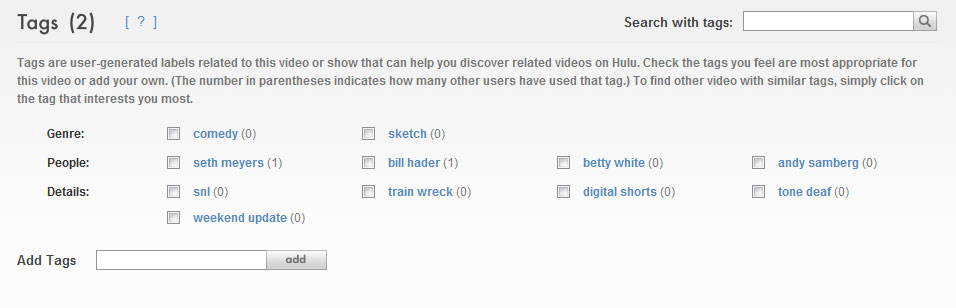 Tags (2) [ ? ] Search with tags:
Tags are user-generated labels related to this video or show that can help you discover related videos on Hulu. Check the tags you feel are most appropriate for
this video or add your own. (The number in parentheses indicates how many other users have used that tag.) To find other video with similar tags, simply click on
the tag that interests you most.
Genre: comedy (0) sketch (0)
People: seth meyers (1) bill hader (1) betty white (0) andy samberg (0)
Details: snl (0) train wreck (0) digital shorts (0) tone deaf (0)
weekend update (0)
Add Tags add